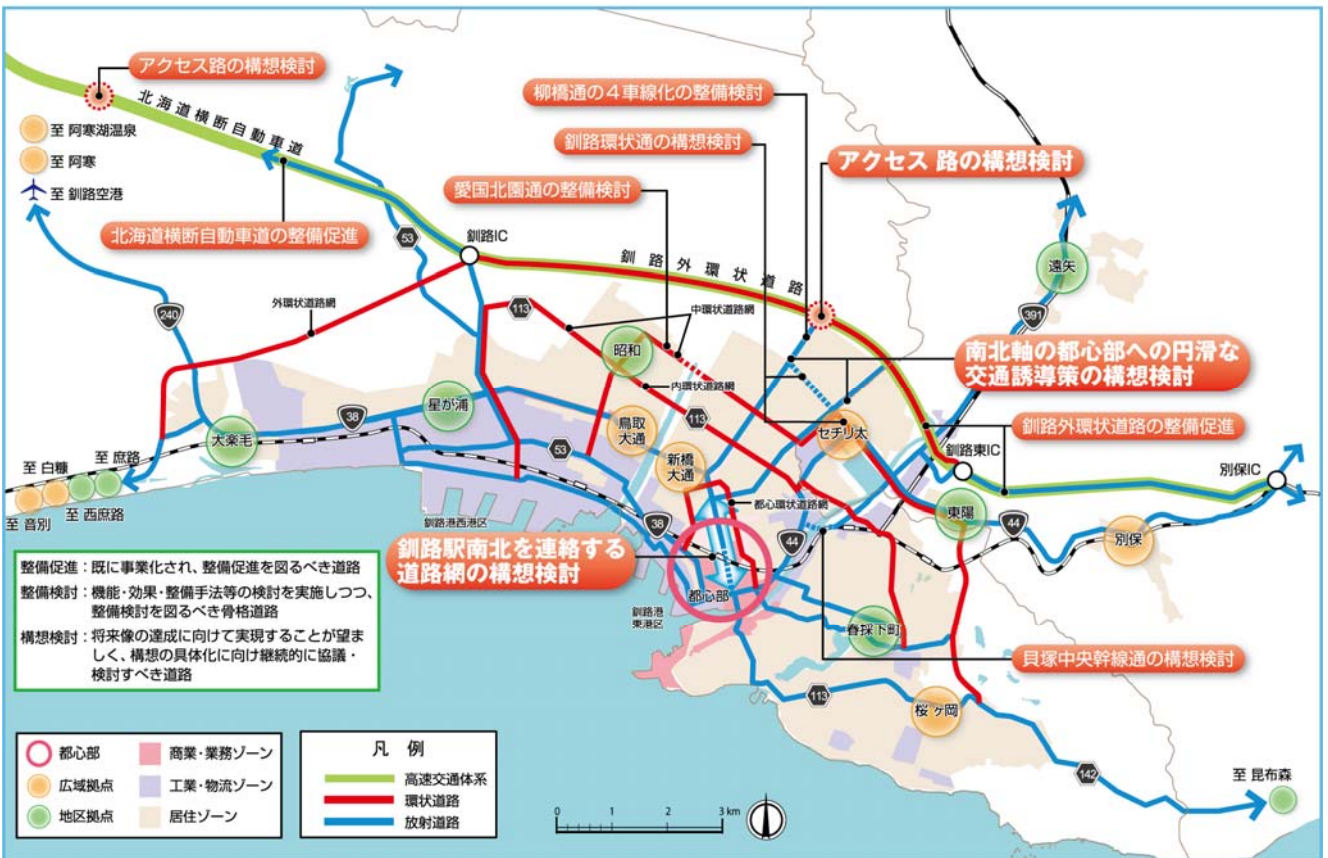 アクセス路の構想検討
北海道横断自動車道
至 阿寒湖温泉
至 阿寒
至 釧路空港
北海道横断自動車道の整備促進
柳橋通の4車線化の整備検討
釧路環状通の構想検討
アクセス 路の構想検討
愛国北園通の整備検討
53
釧路IC
釧路外環状道路
遠矢
外環状道路網
240
113
中環状道路網
391
昭和
南北軸の都心部への円滑な
交通誘導策の構想検討
内環状道路網
星が浦
38
大楽毛
鳥取
大通
113
セチリ太
釧路外環状道路の整備促進
53
新橋
大通
釧路東IC
別保IC
至 白糠
至 庶路
至 音別
至 西庶路
都心環状道路網
東陽
44
別保
釧路港西港区
38
44
釧路駅南北を連絡する
道路網の構想検討
都心部
釧路港
東港区
春採下町
貝塚中央幹線通の構想検討
整備促進:既に事業化され、整備促進を図るべき道路
整備検討:機能・効果・整備手法等の検討を実施しつつ、
整備検討を図るべき骨格道路
構想検討:将来像の達成に向けて実現することが望ま
しく、構想の具体化に向け継続的に協議・
検討すべき道路
113
桜ヶ岡
142
至 昆布森
都心部
広域拠点
地区拠点
商業・業務ゾーン
工業・物流ゾーン
居住ゾーン
凡 例
高速交通体系
環状道路
放射道路
0 1 2 3 km